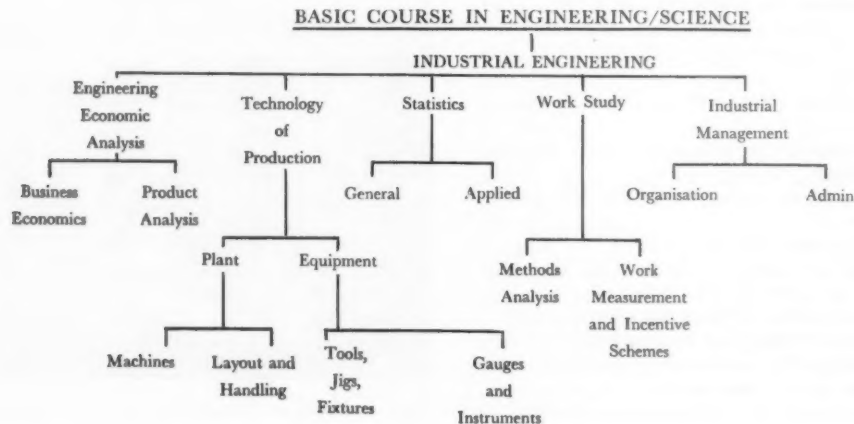 BASIC COURSE IN ENGINEERING/SCIENCE
INDUSTRIAL ENGINEERING
Engineering
Economic
Analysis
Technology
of
Production
Statistics
Work Study
Industrial
Management
Business
Economics
Product
Analysis
General
Applied
Organisation
Admin
Plant
Equipment
Methods
Analysis
Work
Measurement
and Incentive
Schemes
Machines
Layout and
Handling
Tools,
Jigs,
Fixtures
Gauges
and
Instruments